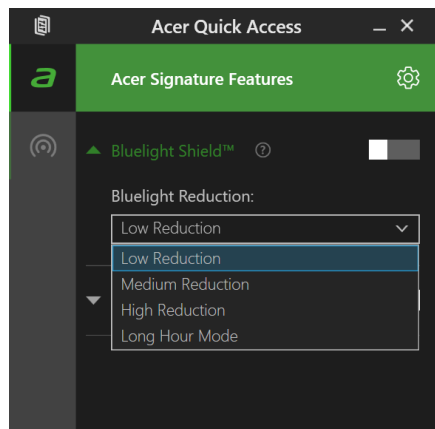 Acer Quick Access
a
Acer Signature Features
Bluelight Shield™ ?
Bluelight Reduction:
Low Reduction
Low Reduction
Medium Reduction
High Reduction
Long Hour Mode